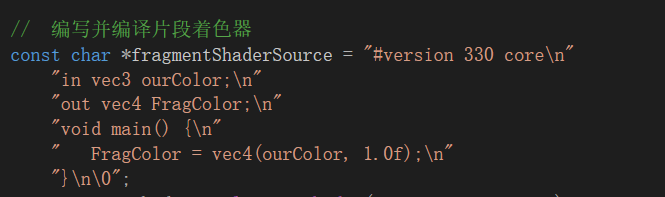 //  编写并编译片段着色器
const char *fragmentShaderSource = "#version 330 core\n"
    "in vec3 ourColor;\n"
    "out vec4 FragColor;\n"
    "void main() {\n"
    "   FragColor = vec4(ourColor, 1.0f);\n"
    "}\n\0";